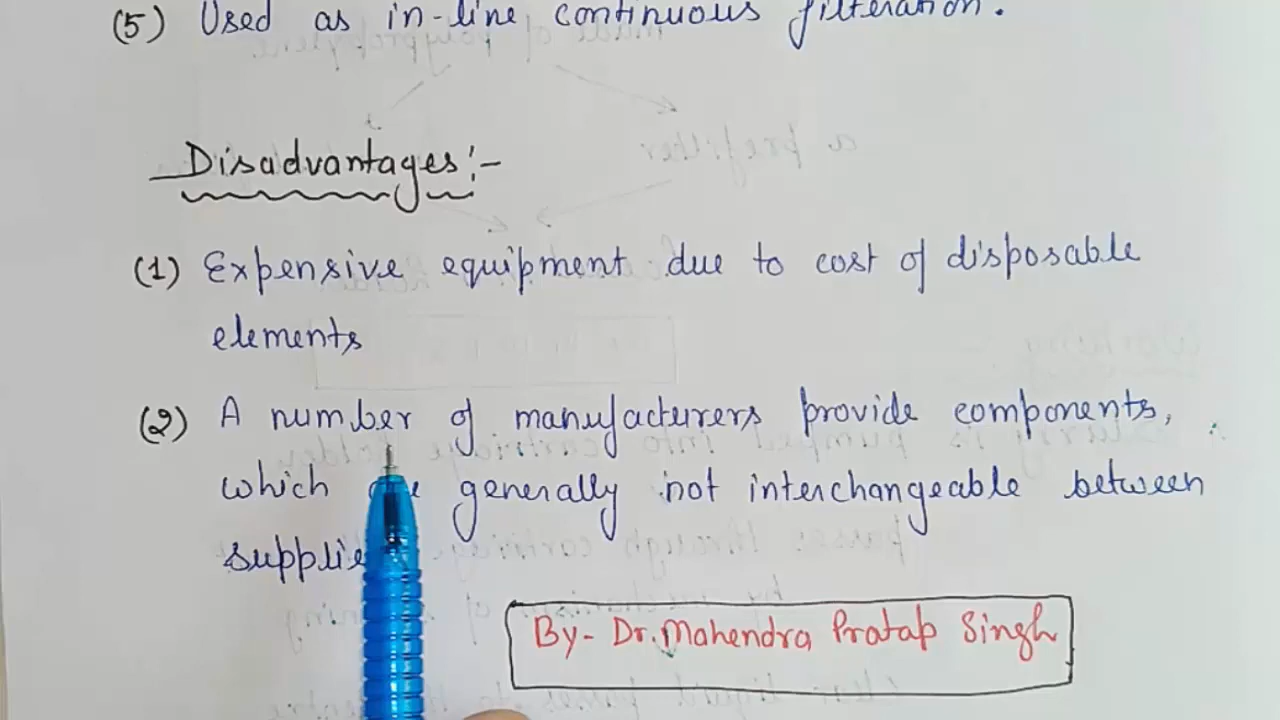 (5) Used as in-line continuous filteration.
Disadvantages:-
(1) Expensive equipment due to cost of disposable
elements
(2) A number of manufacturers provide components,
which generally not interchangeable between
By- Dr. Mahendra Pratap Singh